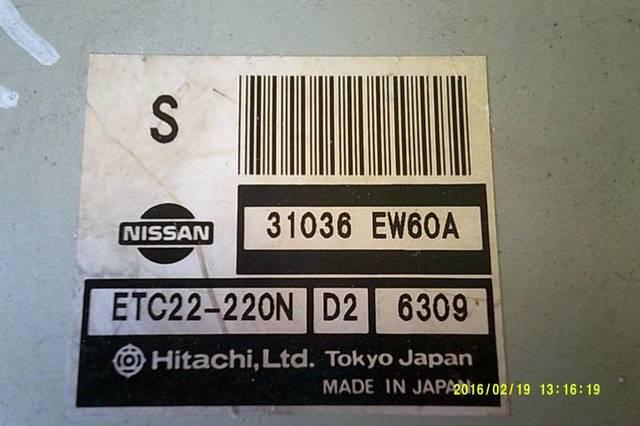 S
NISSAN
31036 EW60A
ETC22-220N D2 6309
Hitachi, Ltd. Tokyo Japan
MADE IN JAPAN
2016/02/19 13:16:19